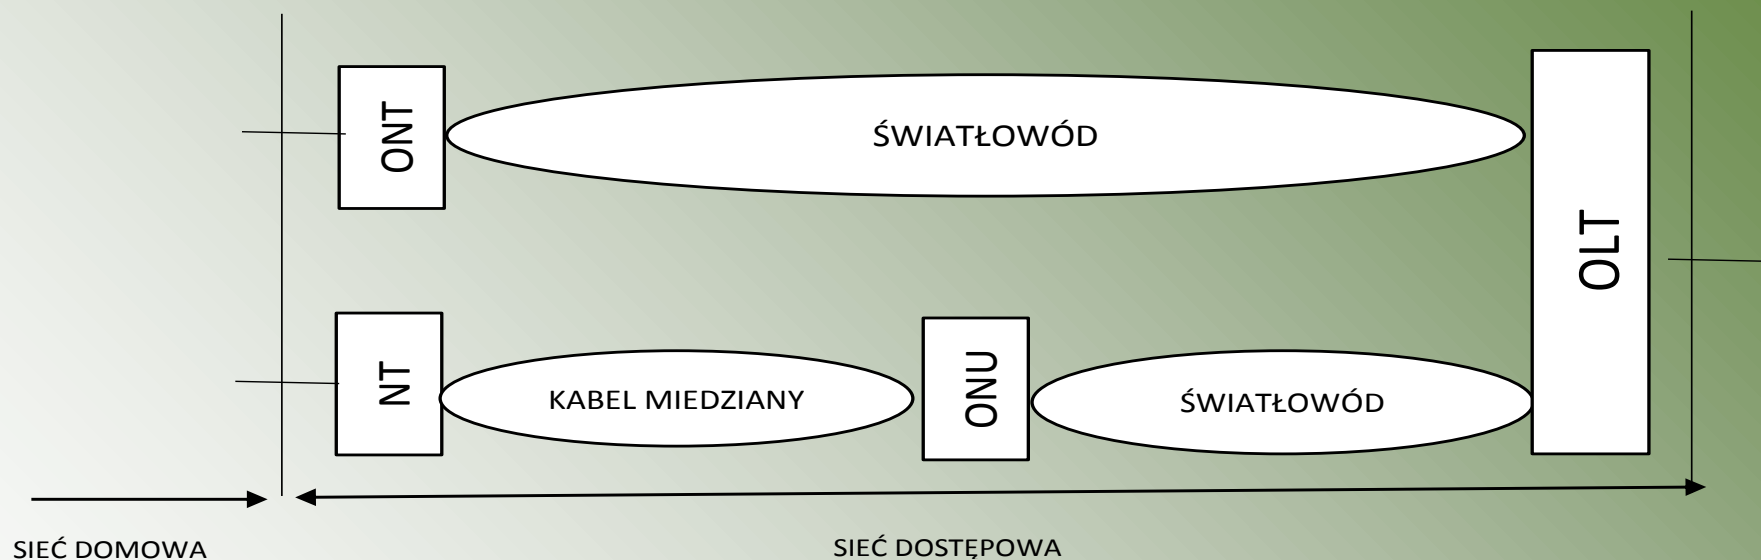 ONT
ŚWIATŁOWÓD
OLT
NT
KABEL MIEDZIANY
ONU
ŚWIATŁOWÓD
SIEĆ DOMOWA
SIEĆ DOSTĘPOWA